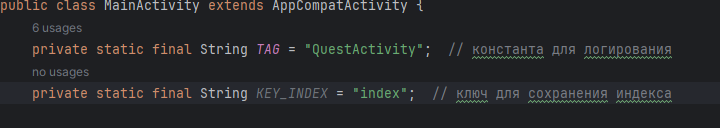 public class MainActivity extends AppCompatActivity {
6 usages
private static final String TAG = "QuestActivity";  // константа для логирования
no usages
private static final String KEY_INDEX = "index";  // ключ для сохранения индекса